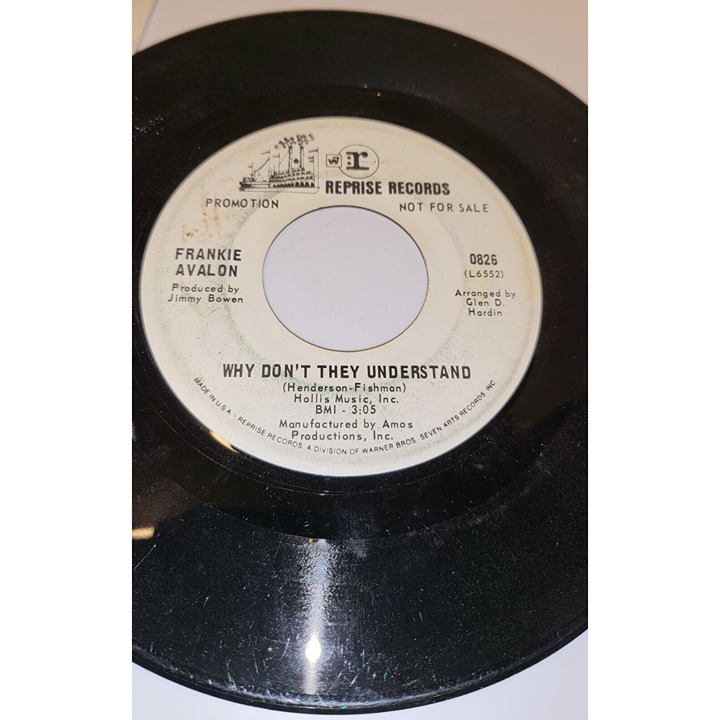 W7 r
REPRISE RECORDS
PROMOTION NOT FOR SALE
FRANKIE
AVALON
Produced by
Jimmy Bowen
0826
(L6552)
Arranged by
Glen D.
Hardin
WHY DON'T THEY UNDERSTAND
(Henderson-Fishman)
Hollis Music, Inc.
BMI - 3:05
Manufactured by Amos
Productions, Inc.
MADE IN U.S.A. - REPRISE RECORDS, A DIVISION OF WARNER BROS. SEVEN ARTS RECORDS INC.